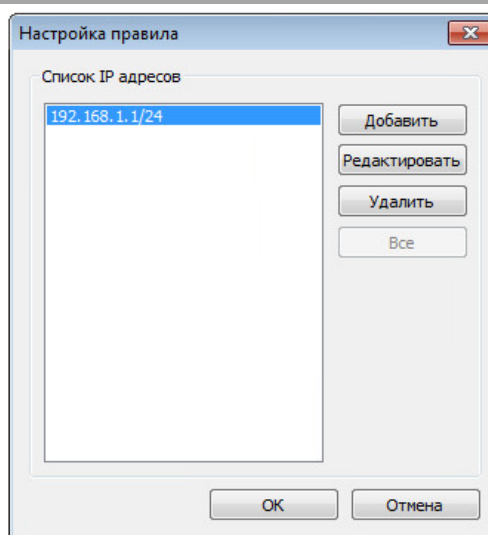 Настройка правила
Список IP адресов
192.168.1.1/24
Добавить
Редактировать
Удалить
Все
OK
Отмена